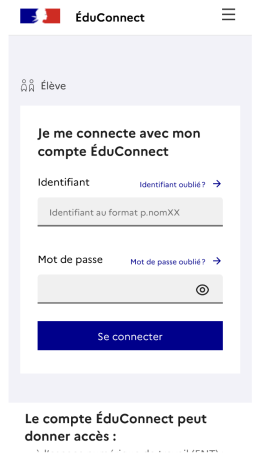 ÉduConnect
Élève
Je me connecte avec mon
compte ÉduConnect
Identifiant
Identifiant oublié ? →
Identifiant au format p.nomXX
Mot de passe
Mot de passe oublié ? →
Se connecter
Le compte ÉduConnect peut
donner accès :